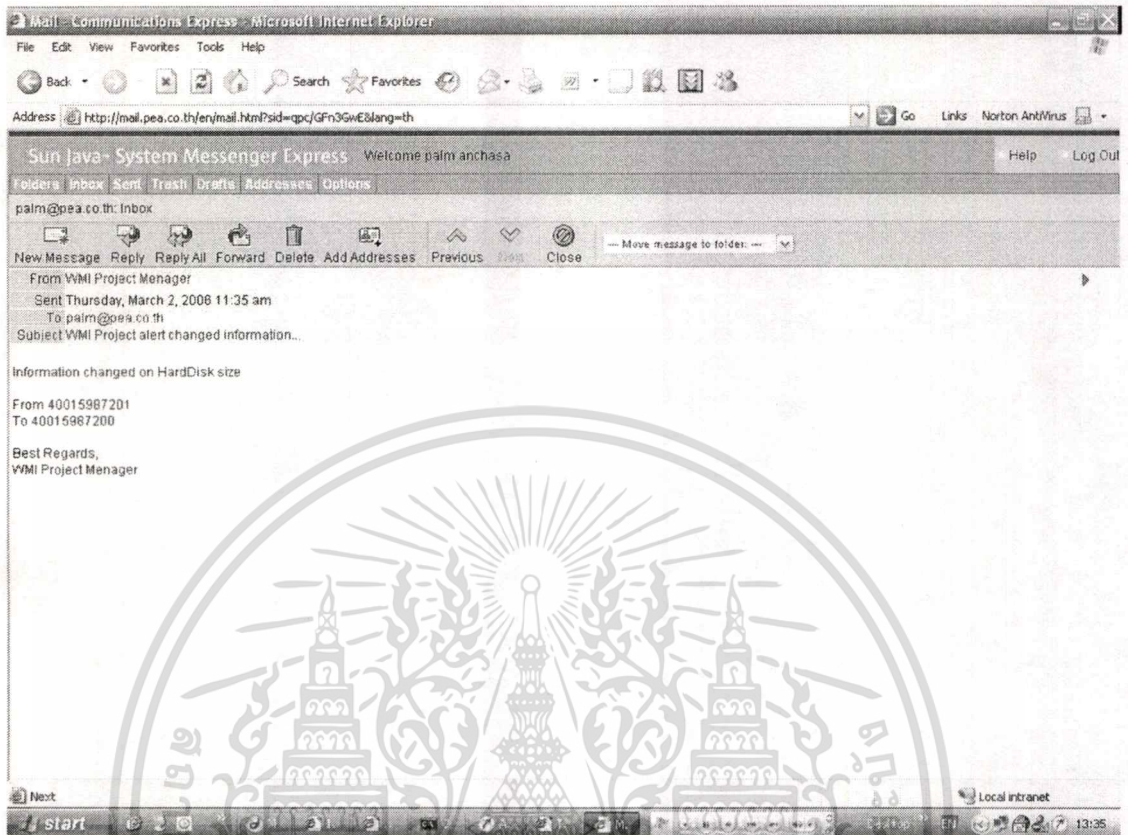 Mail - Communications Express - Microsoft Internet Explorer
File Edit View Favorites Tools Help
Back Search Favorites
Address http://mail.pea.co.th/en/mail.html?sid=qpc/GFn3GwE&lang=th Go Links Norton AntiVirus
Sun Java- System Messenger Express Welcome palm anchasa Help Log Out
Folders Inbox Sent Trash Drafts Addresses Options
palm@pea.co.th: Inbox
New Message Reply Reply All Forward Delete Add Addresses Previous Next Close --- Move message to folder: ---
From WMI Project Menager
Sent Thursday, March 2, 2006 11:35 am
To palm@pea.co.th
Subject WMI Project alert changed information...
Information changed on HardDisk size
From 40015987201
To 40015987200
Best Regards,
WMI Project Menager
Next Local intranet
start EN 13:35